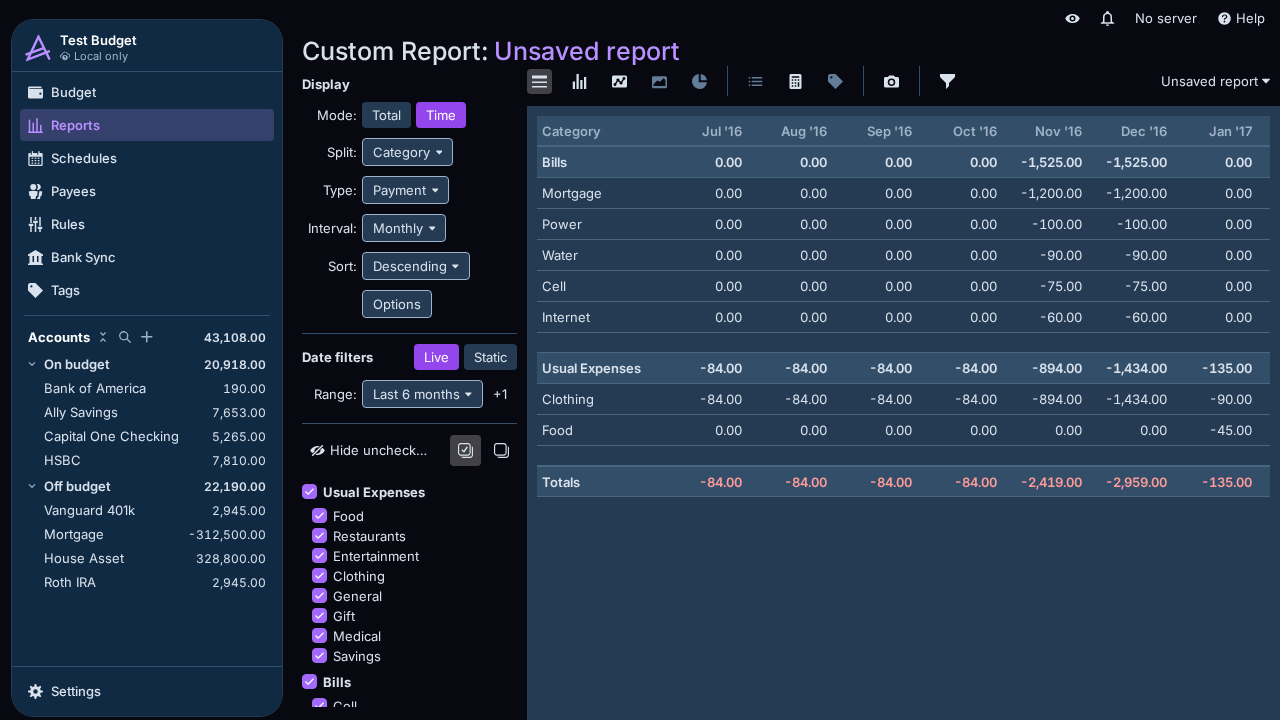 No server
Help
Test Budget
Local only
Budget
Reports
Schedules
Payees
Rules
Bank Sync
Tags
Accounts 43,108.00
On budget 20,918.00
Bank of America 190.00
Ally Savings 7,653.00
Capital One Checking 5,265.00
HSBC 7,810.00
Off budget 22,190.00
Vanguard 401k 2,945.00
Mortgage -312,500.00
House Asset 328,800.00
Roth IRA 2,945.00
Settings
Custom Report: Unsaved report
Display
Mode: Total Time
Split: Category
Type: Payment
Interval: Monthly
Sort: Descending
Options
Date filters Live Static
Range: Last 6 months +1
Hide uncheck...
Usual Expenses
Food
Restaurants
Entertainment
Clothing
General
Gift
Medical
Savings
Bills
Cell
Unsaved report
Category Jul '16 Aug '16 Sep '16 Oct '16 Nov '16 Dec '16 Jan '17
Bills 0.00 0.00 0.00 0.00 -1,525.00 -1,525.00 0.00
Mortgage 0.00 0.00 0.00 0.00 -1,200.00 -1,200.00 0.00
Power 0.00 0.00 0.00 0.00 -100.00 -100.00 0.00
Water 0.00 0.00 0.00 0.00 -90.00 -90.00 0.00
Cell 0.00 0.00 0.00 0.00 -75.00 -75.00 0.00
Internet 0.00 0.00 0.00 0.00 -60.00 -60.00 0.00
Usual Expenses -84.00 -84.00 -84.00 -84.00 -894.00 -1,434.00 -135.00
Clothing -84.00 -84.00 -84.00 -84.00 -894.00 -1,434.00 -90.00
Food 0.00 0.00 0.00 0.00 0.00 0.00 -45.00
Totals -84.00 -84.00 -84.00 -84.00 -2,419.00 -2,959.00 -135.00